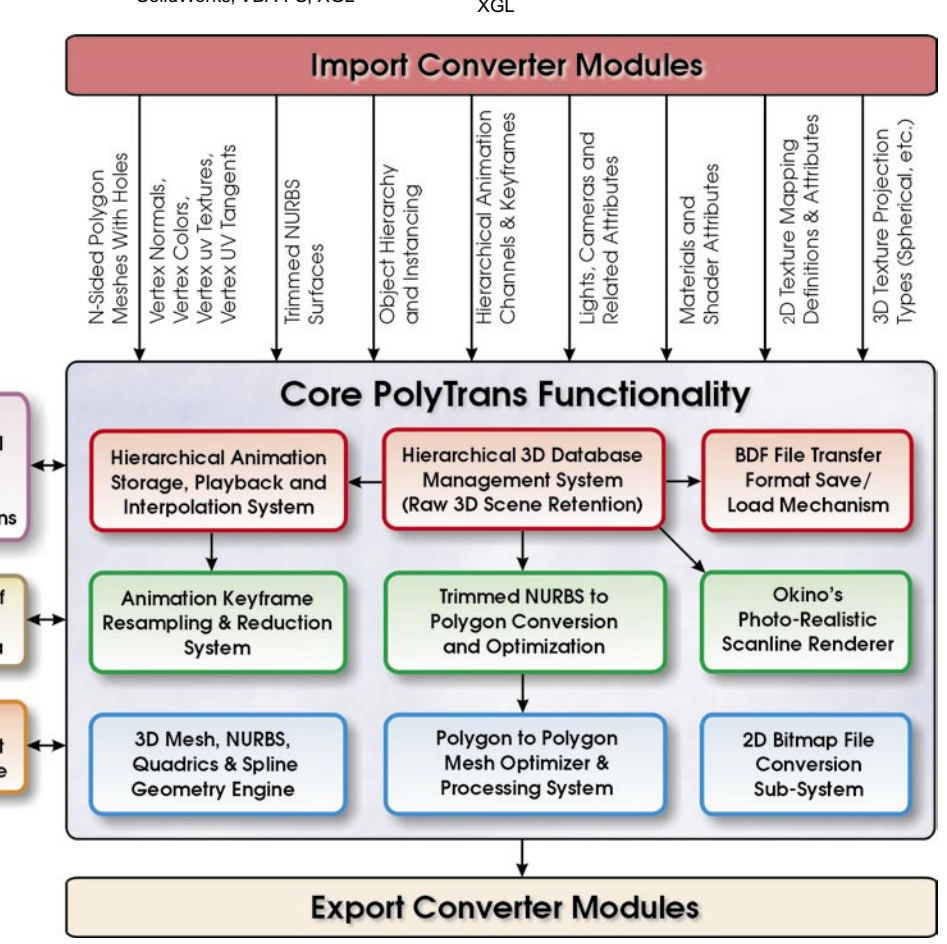 SolidWorks, VDA-FS, XGL
XGL
Import Converter Modules
N-Sided Polygon
Meshes With Holes
Vertex Normals,
Vertex Colors,
Vertex uv Textures,
Vertex UV Tangents
Trimmed NURBS
Surfaces
Object Hierarchy
and Instancing
Hierarchical Animation
Channels & Keyframes
Lights, Cameras and
Related Attributes
Materials and
Shader Attributes
2D Texture Mapping
Definitions & Attributes
3D Texture Projection
Types (Spherical, etc.)
Core PolyTrans Functionality
Hierarchical Animation
Storage, Playback and
Interpolation System
Hierarchical 3D Database
Management System
(Raw 3D Scene Retention)
BDF File Transfer
Format Save/
Load Mechanism
Animation Keyframe
Resampling & Reduction
System
Trimmed NURBS to
Polygon Conversion
and Optimization
Okino's
Photo-Realistic
Scanline Renderer
3D Mesh, NURBS,
Quadrics & Spline
Geometry Engine
Polygon to Polygon
Mesh Optimizer &
Processing System
2D Bitmap File
Conversion
Sub-System
Export Converter Modules